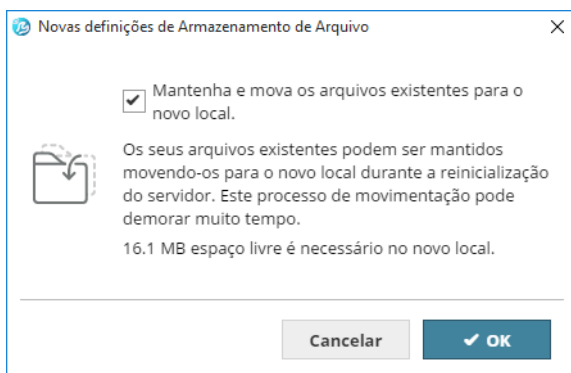 Novas definições de Armazenamento de Arquivo
Mantenha e mova os arquivos existentes para o
novo local.
Os seus arquivos existentes podem ser mantidos
movendo-os para o novo local durante a reinicialização
do servidor. Este processo de movimentação pode
demorar muito tempo.
16.1 MB espaço livre é necessário no novo local.
Cancelar
OK